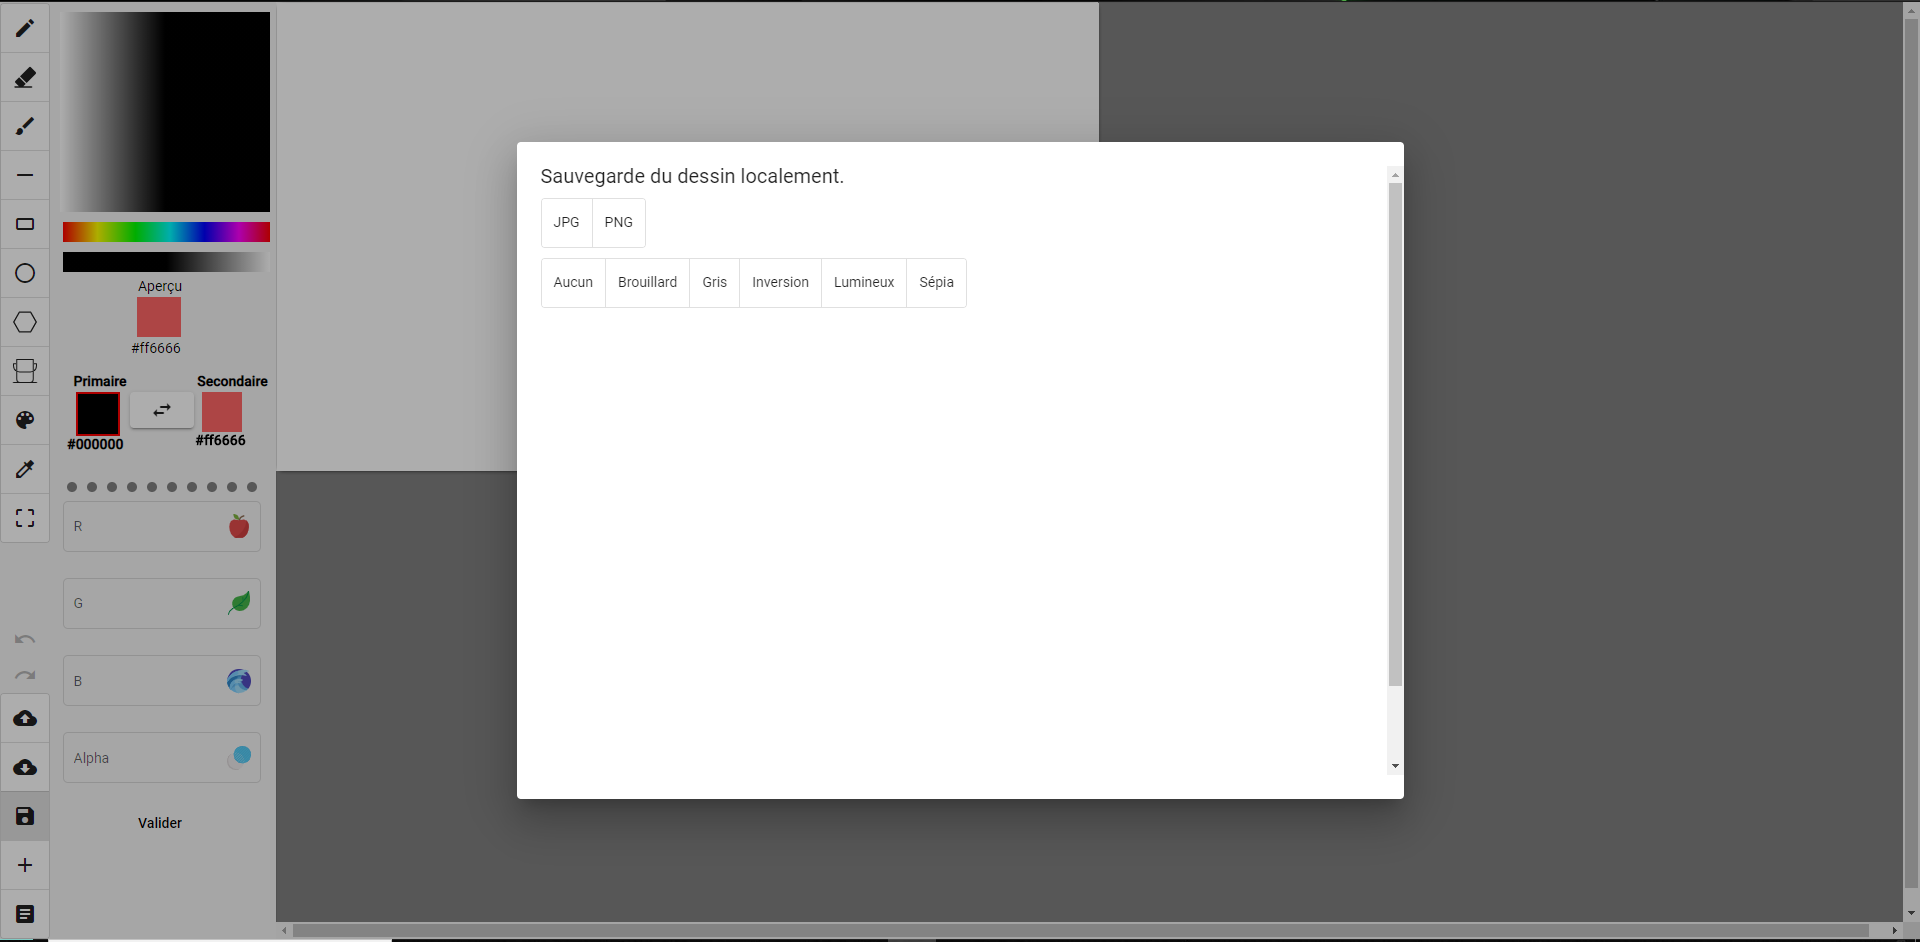 Aperçu
#ff6666
Primaire
Secondaire
#000000
#ff6666
R
G
B
Alpha
Valider
Sauvegarde du dessin localement.
JPG PNG
Aucun Brouillard Gris Inversion Lumineux Sépia